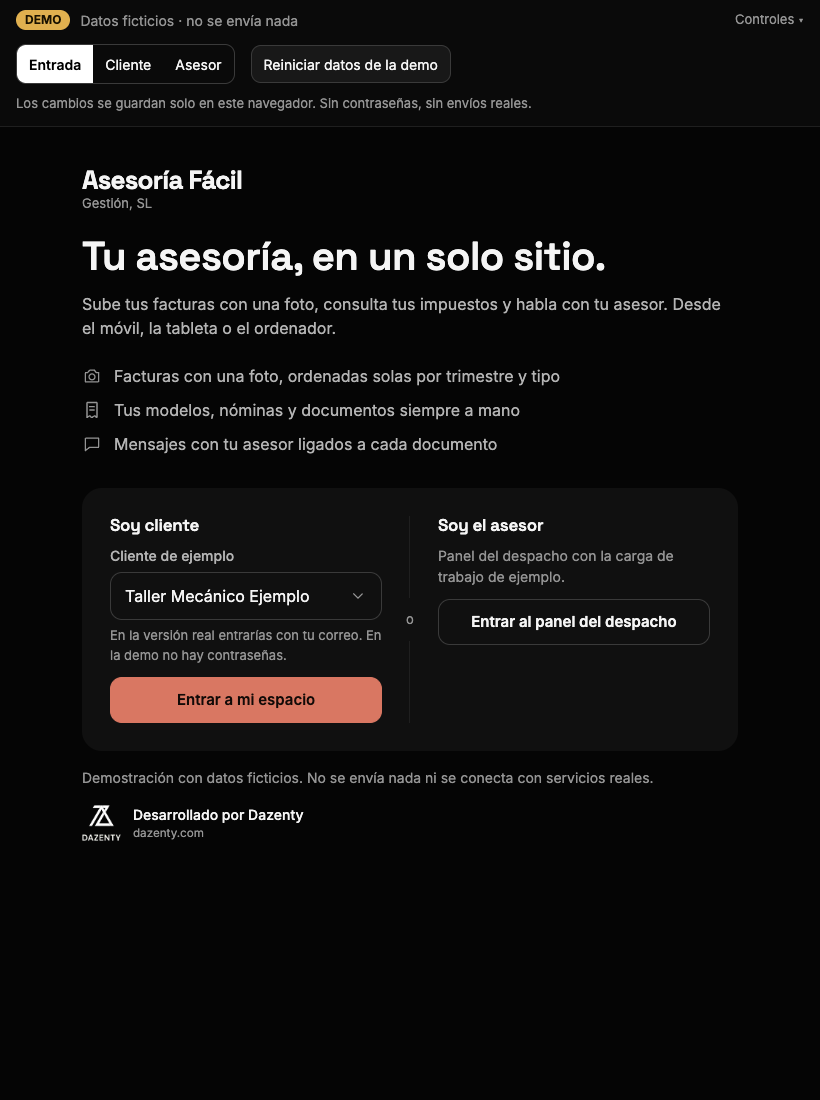 DEMO Datos ficticios · no se envía nada
Controles ▾
Entrada Cliente Asesor Reiniciar datos de la demo
Los cambios se guardan solo en este navegador. Sin contraseñas, sin envíos reales.
Asesoría Fácil
Gestión, SL
Tu asesoría, en un solo sitio.
Sube tus facturas con una foto, consulta tus impuestos y habla con tu asesor. Desde
el móvil, la tableta o el ordenador.
Facturas con una foto, ordenadas solas por trimestre y tipo
Tus modelos, nóminas y documentos siempre a mano
Mensajes con tu asesor ligados a cada documento
Soy cliente
Cliente de ejemplo
Taller Mecánico Ejemplo
En la versión real entrarías con tu correo. En
la demo no hay contraseñas.
Entrar a mi espacio
o
Soy el asesor
Panel del despacho con la carga de
trabajo de ejemplo.
Entrar al panel del despacho
Demostración con datos ficticios. No se envía nada ni se conecta con servicios reales.
DAZENTY
Desarrollado por Dazenty
dazenty.com